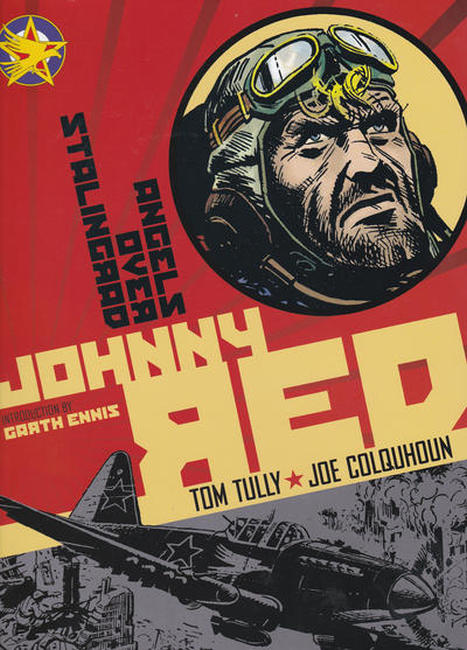 ANGELS
OVER
STALINGRAD
JOHNNY
RED
INTRODUCTION BY
GARTH ENNIS
TOM TULLY ★ JOE COLQUHOUN